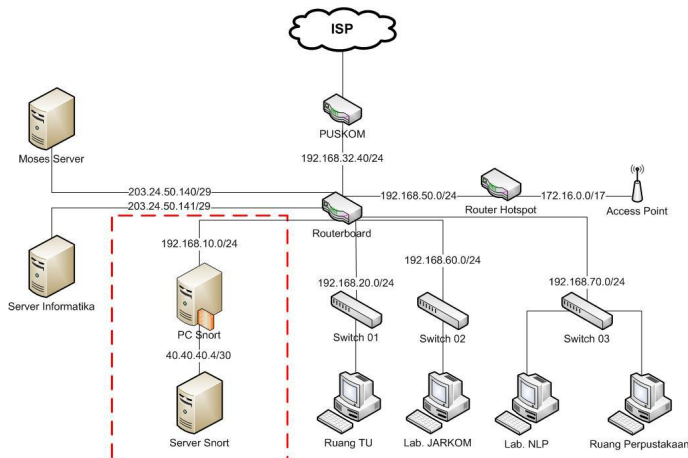 ISP
PUSKOM
Moses Server
192.168.32.40/24
203.24.50.140/29
192.168.50.0/24
172.16.0.0/17
Router Hotspot
Access Point
203.24.50.141/29
Routerboard
192.168.10.0/24
192.168.60.0/24
192.168.20.0/24
192.168.70.0/24
Server Informatika
PC Snort
Switch 01
Switch 02
Switch 03
40.40.40.4/30
Server Snort
Ruang TU
Lab. JARKOM
Lab. NLP
Ruang Perpustakaan